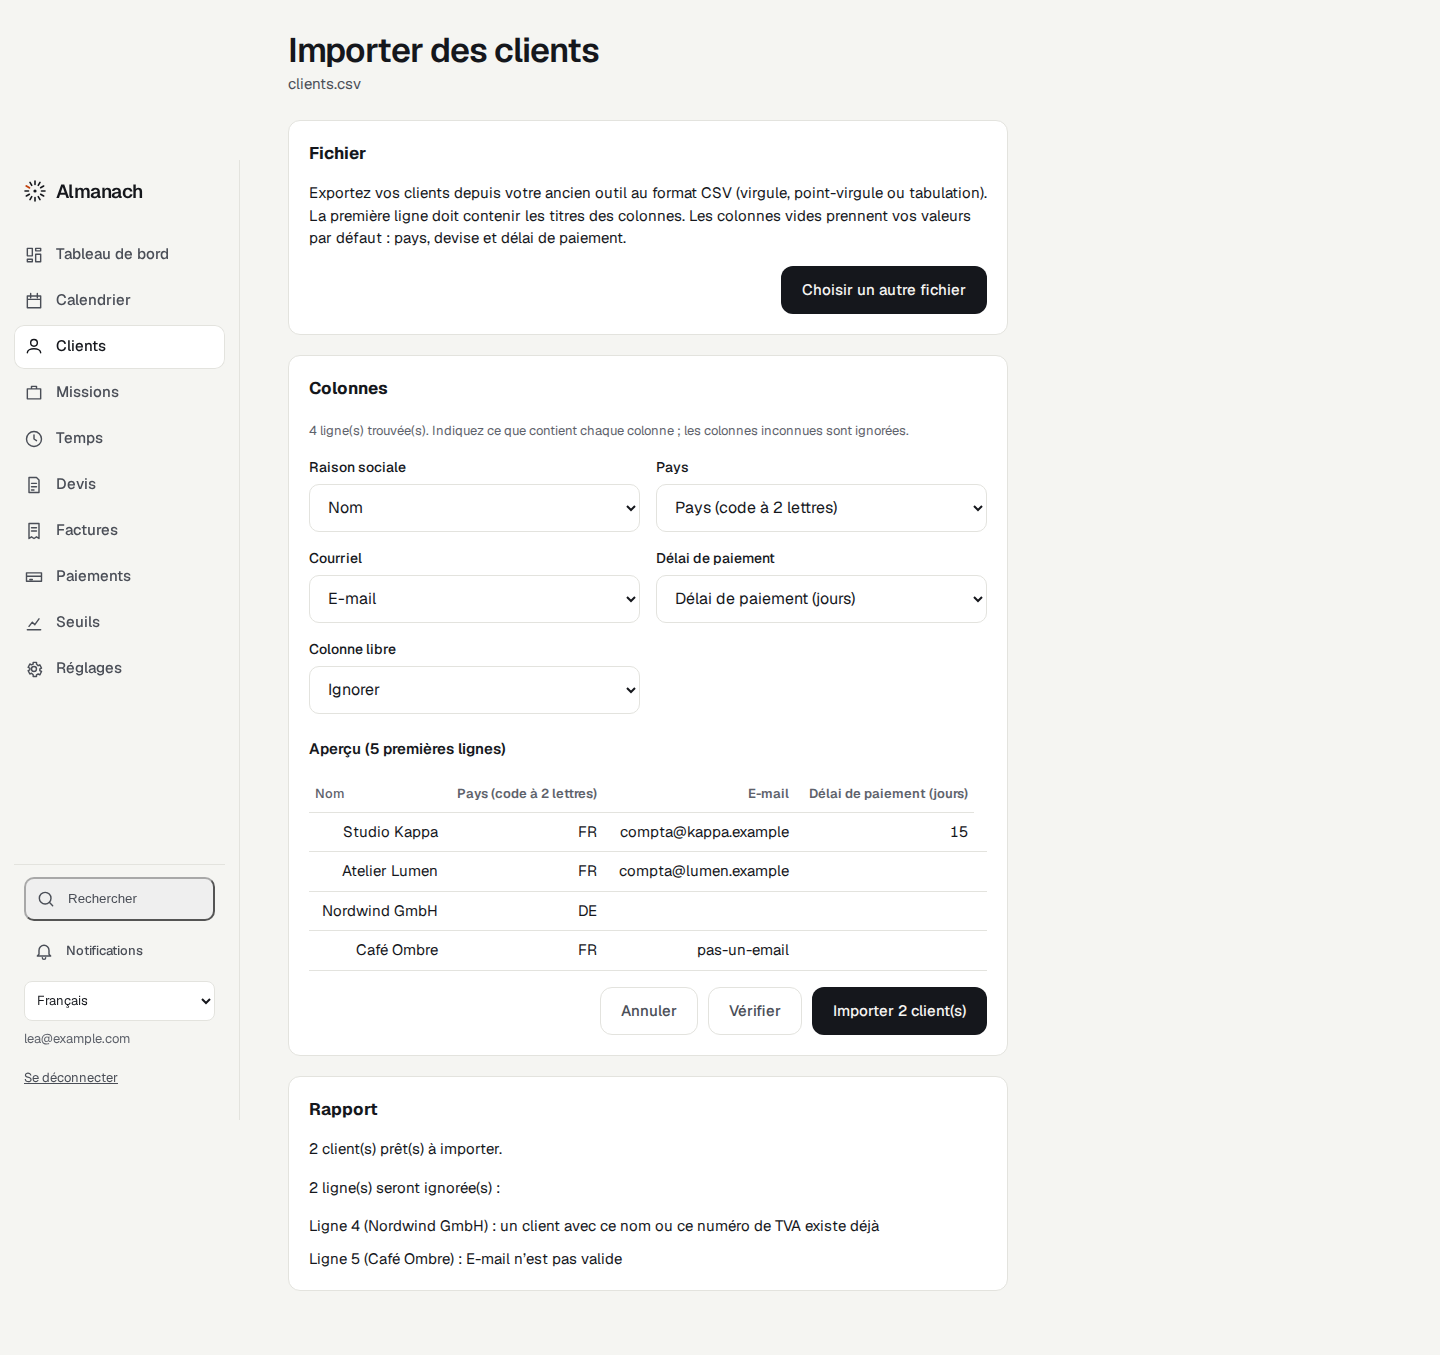 Importer des clients
clients.csv
Almanach
Tableau de bord
Calendrier
Clients
Missions
Temps
Devis
Factures
Paiements
Seuils
Réglages
Rechercher
Notifications
Français
lea@example.com
Se déconnecter
Fichier
Exportez vos clients depuis votre ancien outil au format CSV (virgule, point-virgule ou tabulation).
La première ligne doit contenir les titres des colonnes. Les colonnes vides prennent vos valeurs
par défaut : pays, devise et délai de paiement.
Choisir un autre fichier
Colonnes
4 ligne(s) trouvée(s). Indiquez ce que contient chaque colonne ; les colonnes inconnues sont ignorées.
Raison sociale Pays
Nom Pays (code à 2 lettres)
Courriel Délai de paiement
E-mail Délai de paiement (jours)
Colonne libre
Ignorer
Aperçu (5 premières lignes)
Nom Pays (code à 2 lettres) E-mail Délai de paiement (jours)
Studio Kappa FR compta@kappa.example 15
Atelier Lumen FR compta@lumen.example
Nordwind GmbH DE
Café Ombre FR pas-un-email
Annuler Vérifier Importer 2 client(s)
Rapport
2 client(s) prêt(s) à importer.
2 ligne(s) seront ignorée(s) :
Ligne 4 (Nordwind GmbH) : un client avec ce nom ou ce numéro de TVA existe déjà
Ligne 5 (Café Ombre) : E-mail n’est pas valide